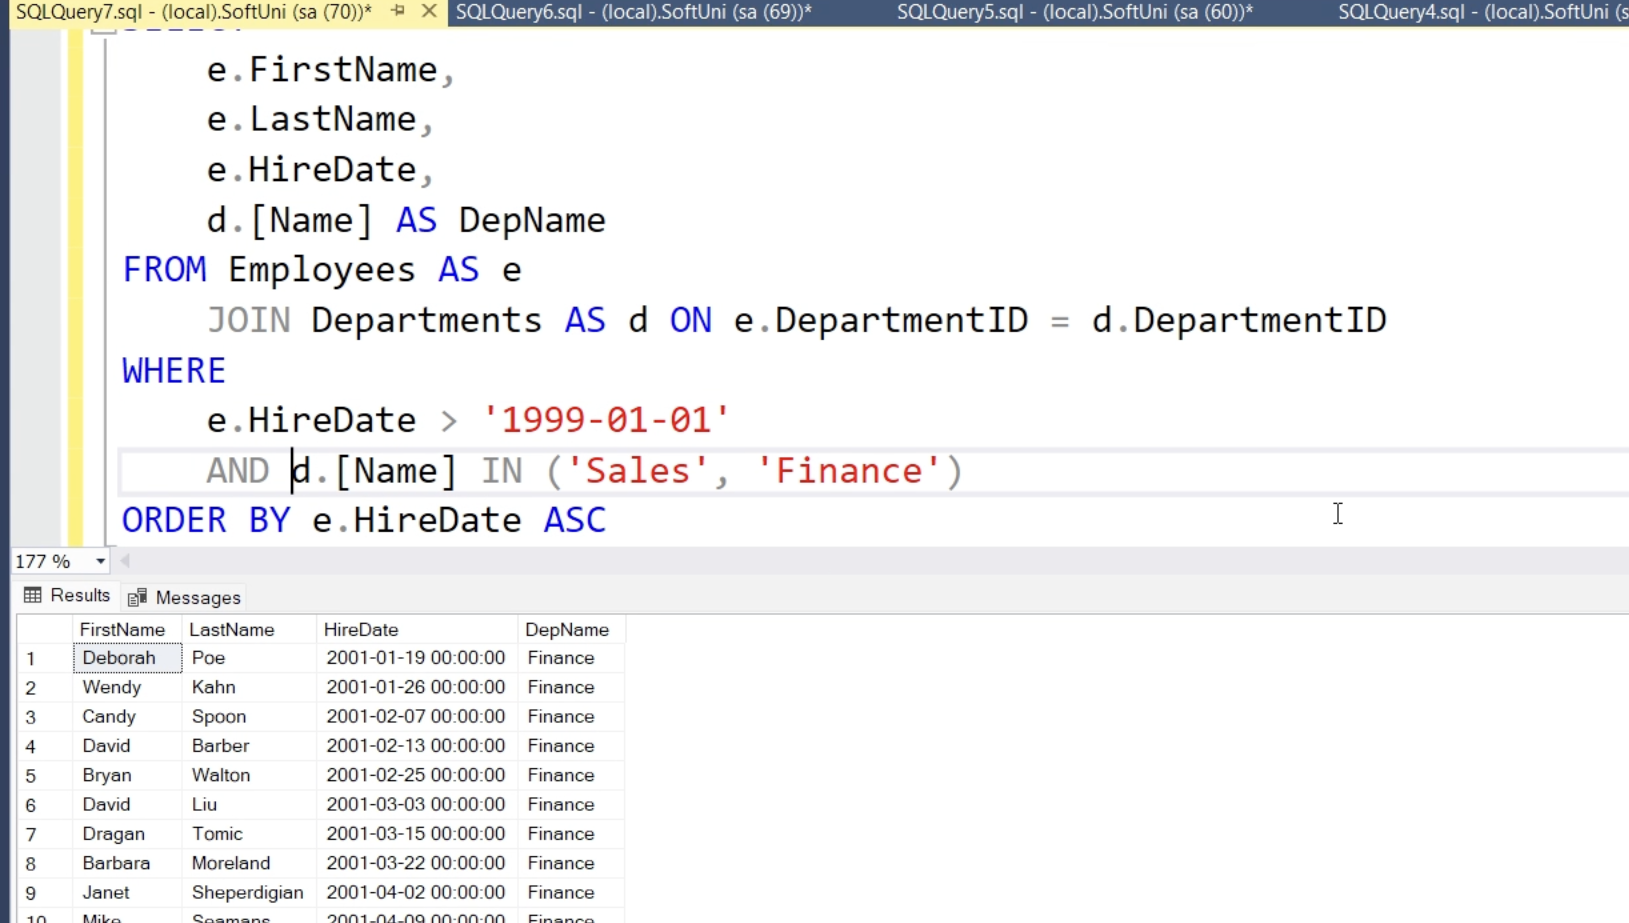 SQLQuery7.sql - (local).SoftUni (sa (70))* SQLQuery6.sql - (local).SoftUni (sa (69))* SQLQuery5.sql - (local).SoftUni (sa (60))* SQLQuery4.sql - (local).SoftUni (s
e.FirstName,
e.LastName,
e.HireDate,
d.[Name] AS DepName
FROM Employees AS e
JOIN Departments AS d ON e.DepartmentID = d.DepartmentID
WHERE
e.HireDate > '1999-01-01'
AND d.[Name] IN ('Sales', 'Finance')
ORDER BY e.HireDate ASC
177 %
Results Messages
FirstName LastName HireDate DepName
1 Deborah Poe 2001-01-19 00:00:00 Finance
2 Wendy Kahn 2001-01-26 00:00:00 Finance
3 Candy Spoon 2001-02-07 00:00:00 Finance
4 David Barber 2001-02-13 00:00:00 Finance
5 Bryan Walton 2001-02-25 00:00:00 Finance
6 David Liu 2001-03-03 00:00:00 Finance
7 Dragan Tomic 2001-03-15 00:00:00 Finance
8 Barbara Moreland 2001-03-22 00:00:00 Finance
9 Janet Sheperdigian 2001-04-02 00:00:00 Finance
10 Mike Seamans 2001-04-09 00:00:00 Finance